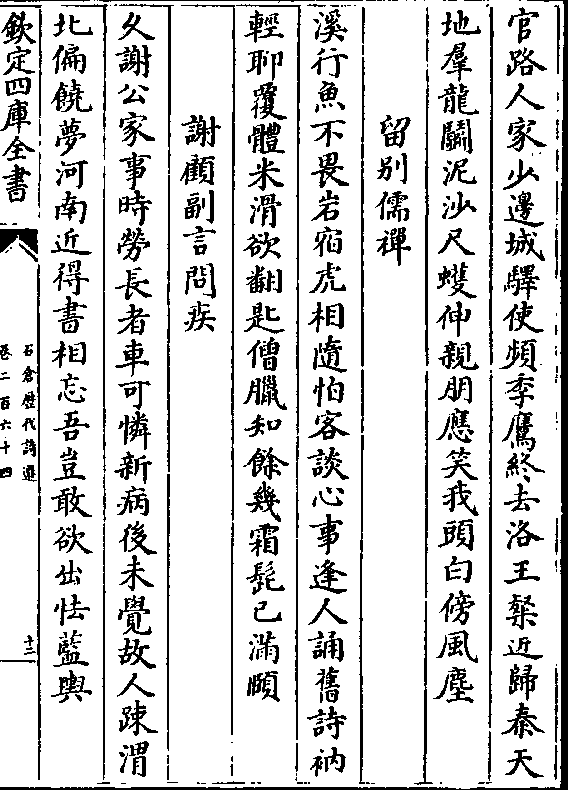 官路人家少邊城驛使頻季鷹終去洛王粲近歸秦天
地羣龍鬭泥沙尺蠖伸親朋應笑我頭白傍風塵
留别儒禪
溪行魚不畏岩宿虎相隨怕客談心事逢人誦舊詩衲
輕聊覆體米滑欲翻匙僧臘知餘幾霜髭已滿頤
謝顧副言問疾
久謝公家事時勞長者車可憐新病後未覺故人踈渭
北偏饒夢河南近得書相忘吾豈敢欲出怯藍輿
欽定四庫全書
石倉歴代詩選
卷二百六十四
十二